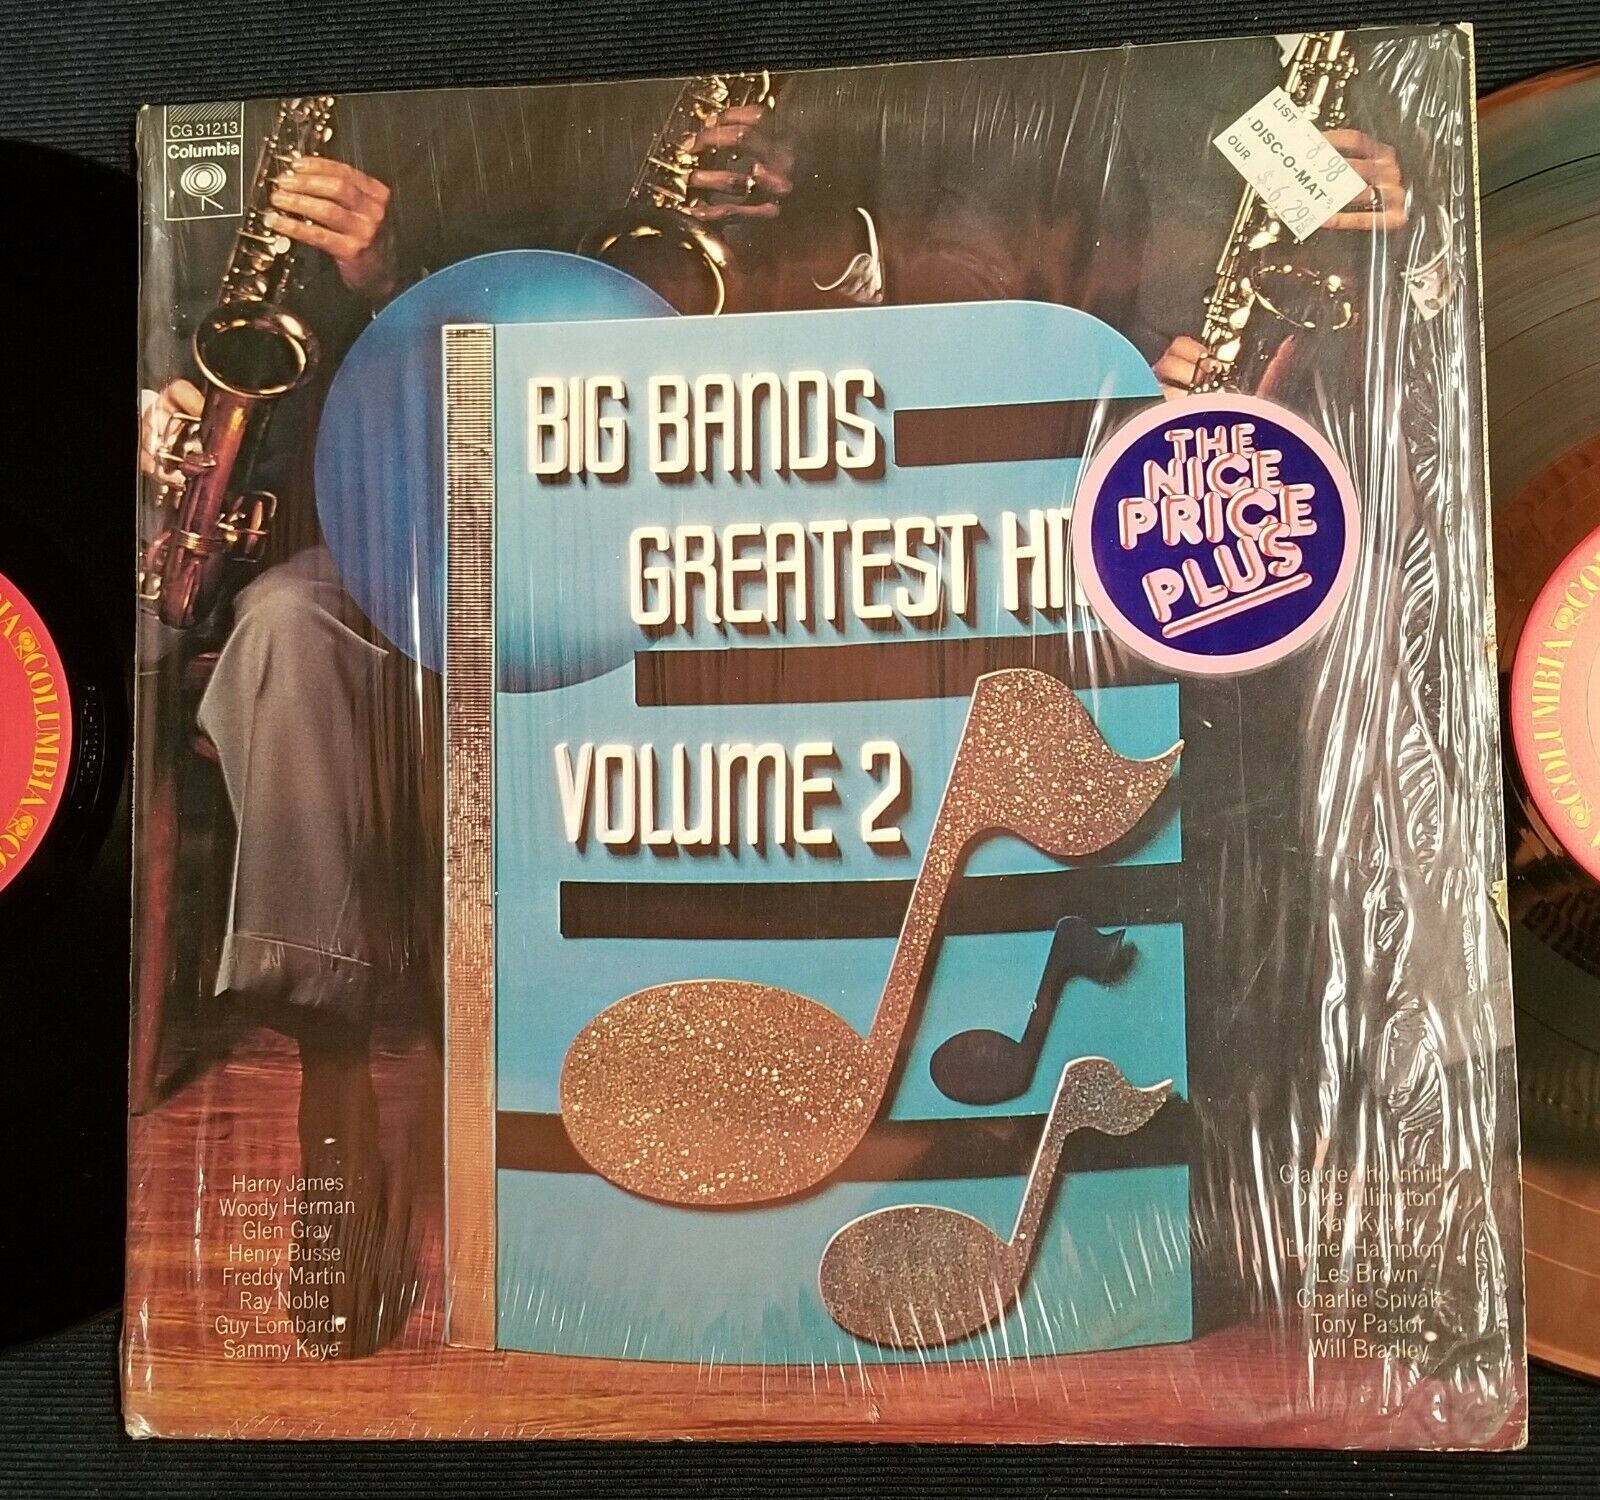 CG 31213
Columbia
LIST 8.98
DISC-O-MAT
OUR $6.29
BIG BANDS
GREATEST HIT
VOLUME 2
THE
NICE
PRICE
PLUS
Harry James
Woody Herman
Glen Gray
Henry Busse
Freddy Martin
Ray Noble
Guy Lombardo
Sammy Kaye
Claude Thornhill
Duke Ellington
Kay Kyser
Lionel Hampton
Les Brown
Charlie Spivak
Tony Pastor
Will Bradley
COLUMBIA
COLUMBIA